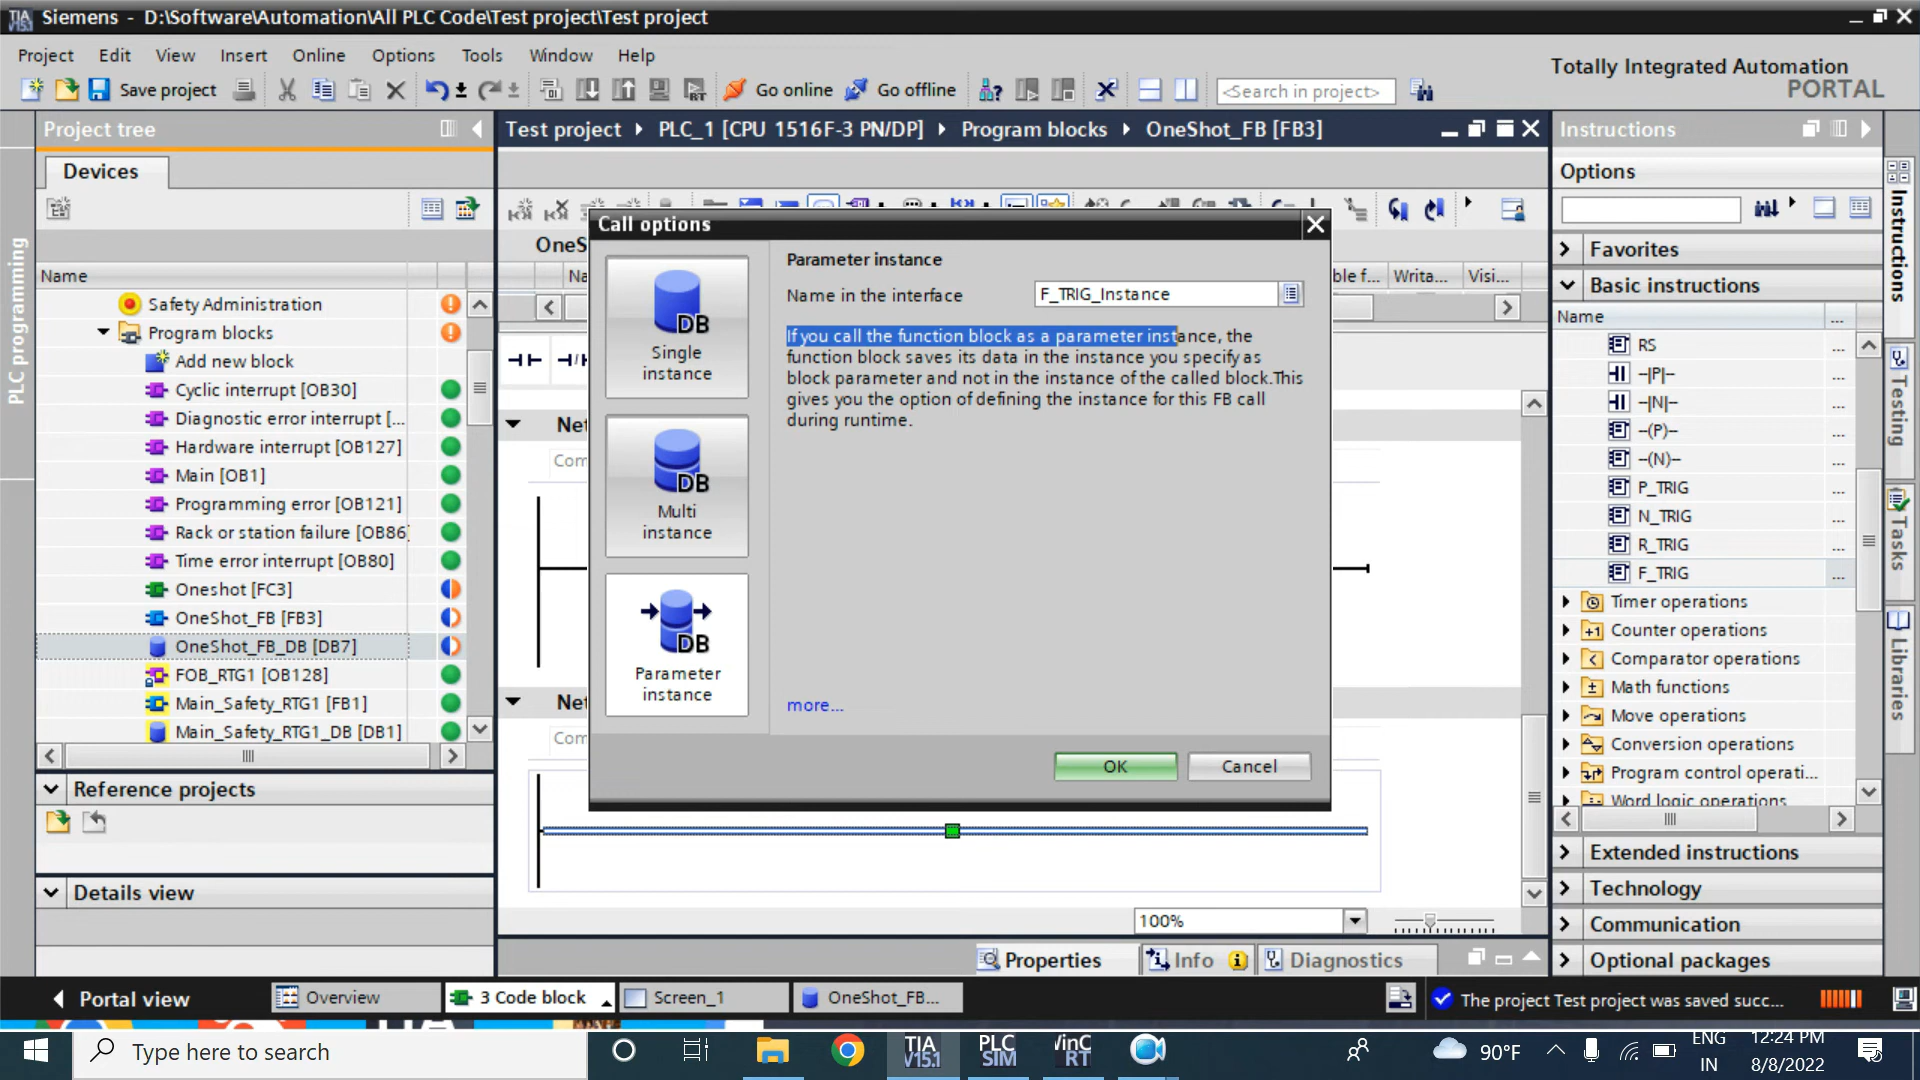 Siemens - D:\Software\Automation\All PLC Code\Test project\Test project
Project Edit View Insert Online Options Tools Window Help
Totally Integrated Automation
PORTAL
Save project
Go online
Go offline
<Search in project>
Project tree
Test project PLC_1 [CPU 1516F-3 PN/DP] Program blocks OneShot_FB [FB3]
Instructions
Devices
Options
PLC programming
Name
Safety Administration
Program blocks
Add new block
Cyclic interrupt [OB30]
Diagnostic error interrupt [...
Hardware interrupt [OB127]
Main [OB1]
Programming error [OB121]
Rack or station failure [OB86]
Time error interrupt [OB80]
Oneshot [FC3]
OneShot_FB [FB3]
OneShot_FB_DB [DB7]
FOB_RTG1 [OB128]
Main_Safety_RTG1 [FB1]
Main_Safety_RTG1_DB [DB1]
Reference projects
Details view
OneS
Na
ble f... Writa... Visi...
Net
Com
Net
Com
Call options
DB
Single
instance
DB
Multi
instance
DB
Parameter
instance
Parameter instance
Name in the interface
F_TRIG_Instance
If you call the function block as a parameter instance, the
function block saves its data in the instance you specify as
block parameter and not in the instance of the called block.This
gives you the option of defining the instance for this FB call
during runtime.
more...
OK
Cancel
100%
Properties
Info
Diagnostics
Favorites
Basic instructions
Name ...
RS ...
--|P|-- ...
--|N|-- ...
--(P)-- ...
--(N)-- ...
P_TRIG ...
N_TRIG ...
R_TRIG ...
F_TRIG ...
Timer operations
Counter operations
Comparator operations
Math functions
Move operations
Conversion operations
Program control operati...
Word logic operations
Extended instructions
Technology
Communication
Optional packages
Instructions
Testing
Tasks
Libraries
Portal view
Overview
3 Code block
Screen_1
OneShot_FB...
The project Test project was saved succ...
Type here to search
TIA
V15.1
PLC
SIM
WinC
RT
90°F
ENG
IN
12:24 PM
8/8/2022